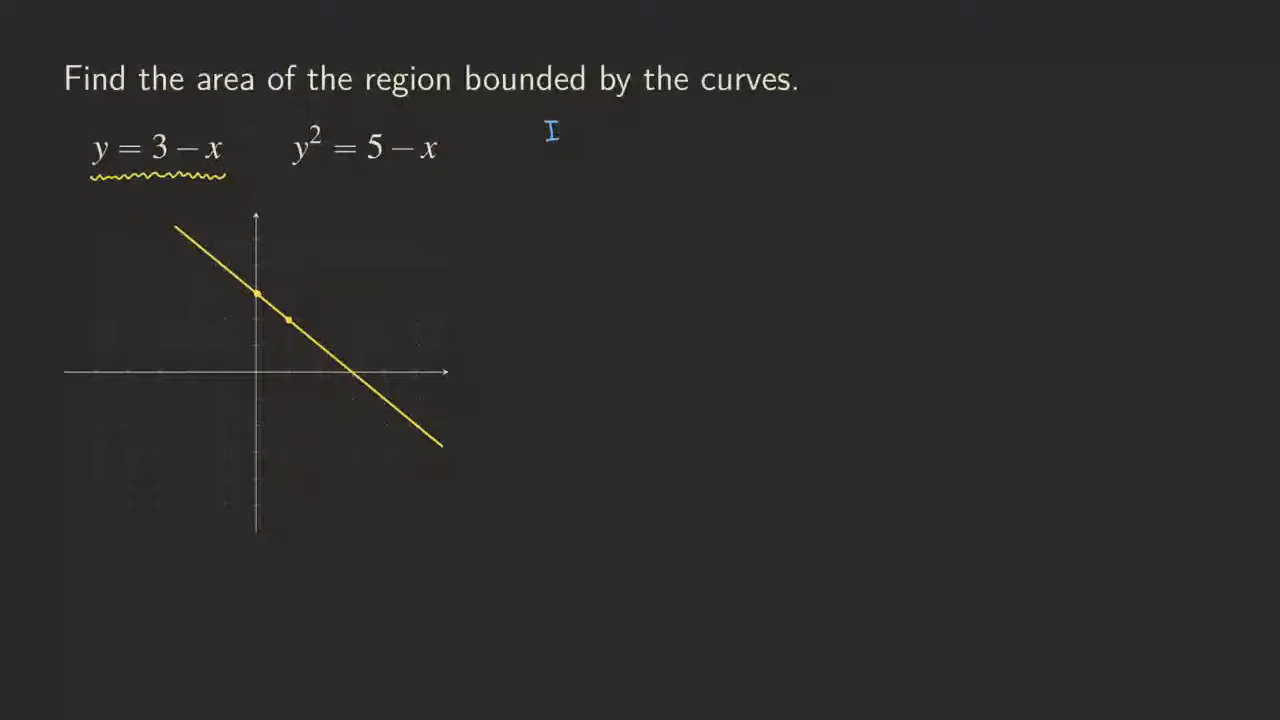 Find the area of the region bounded by the curves.
y = 3 − x y² = 5 − x I